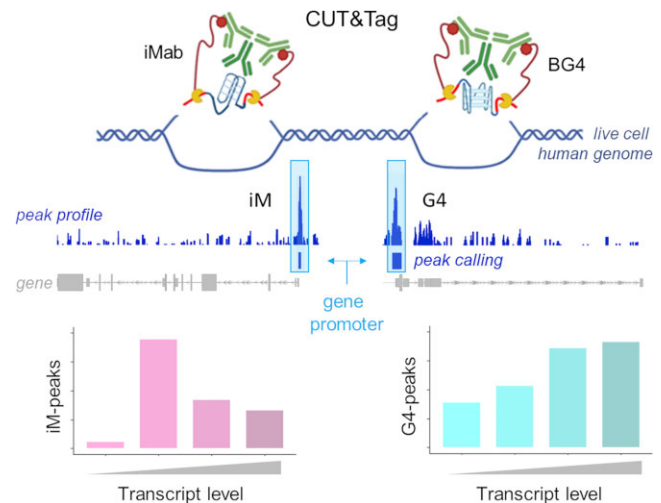 CUT&Tag
iMab
BG4
live cell
human genome
iM
G4
peak profile
peak calling
gene
gene
promoter
iM-peaks
G4-peaks
Transcript level
Transcript level